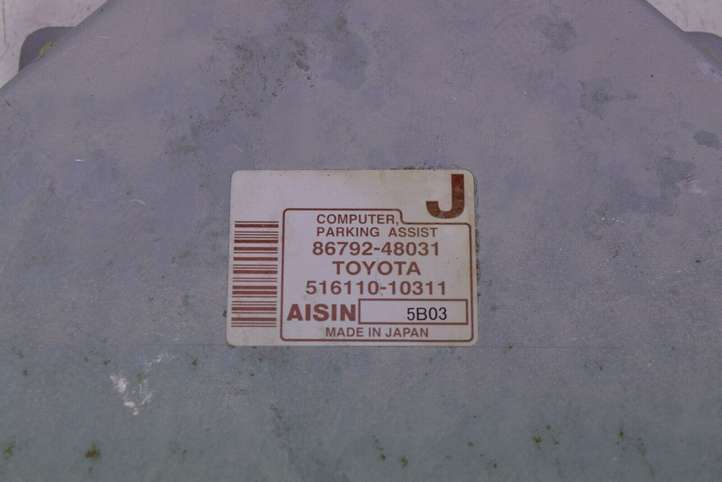 J
COMPUTER,
PARKING ASSIST
86792-48031
TOYOTA
516110-10311
AISIN 5B03
MADE IN JAPAN